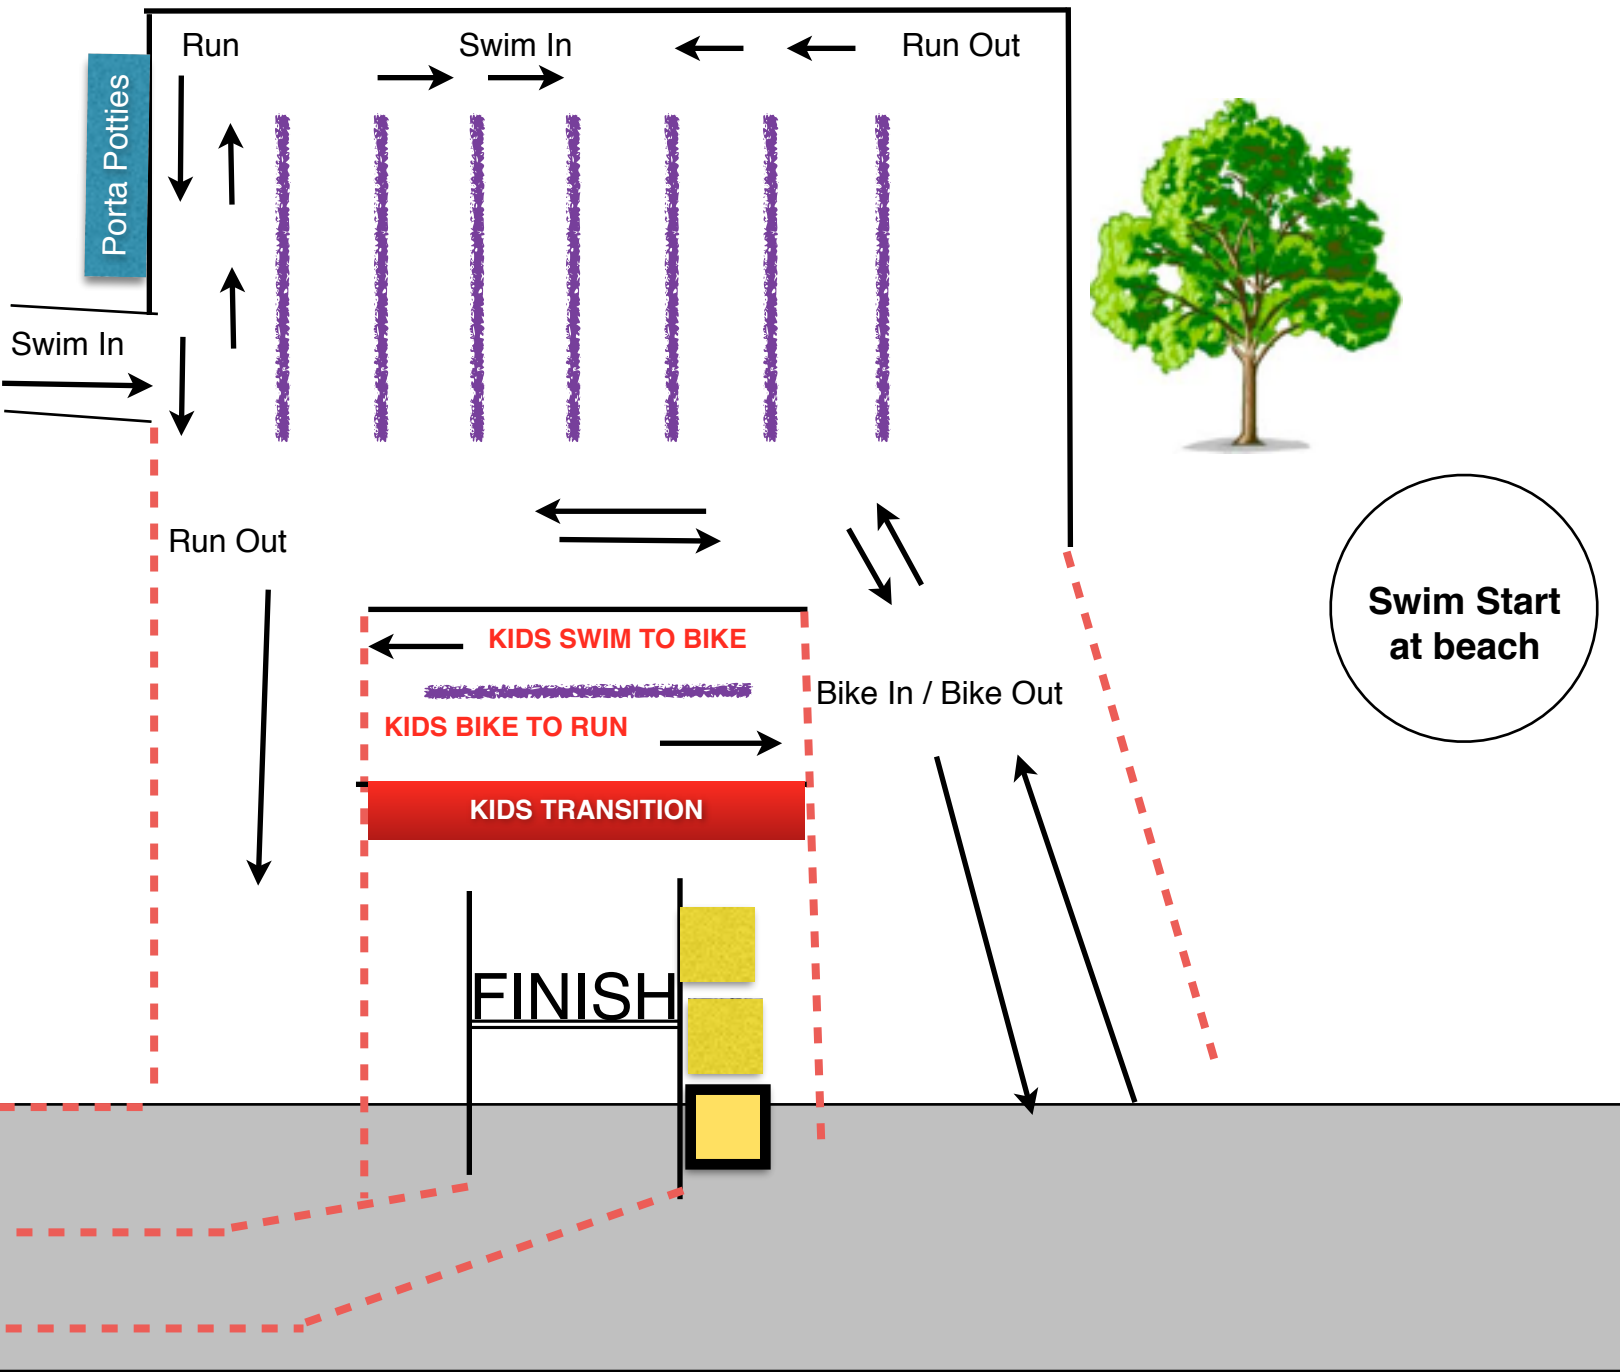 Run
Swim In
Run Out
Porta Potties
Swim In
Run Out
Swim Start
at beach
KIDS SWIM TO BIKE
Bike In / Bike Out
KIDS BIKE TO RUN
KIDS TRANSITION
FINISH